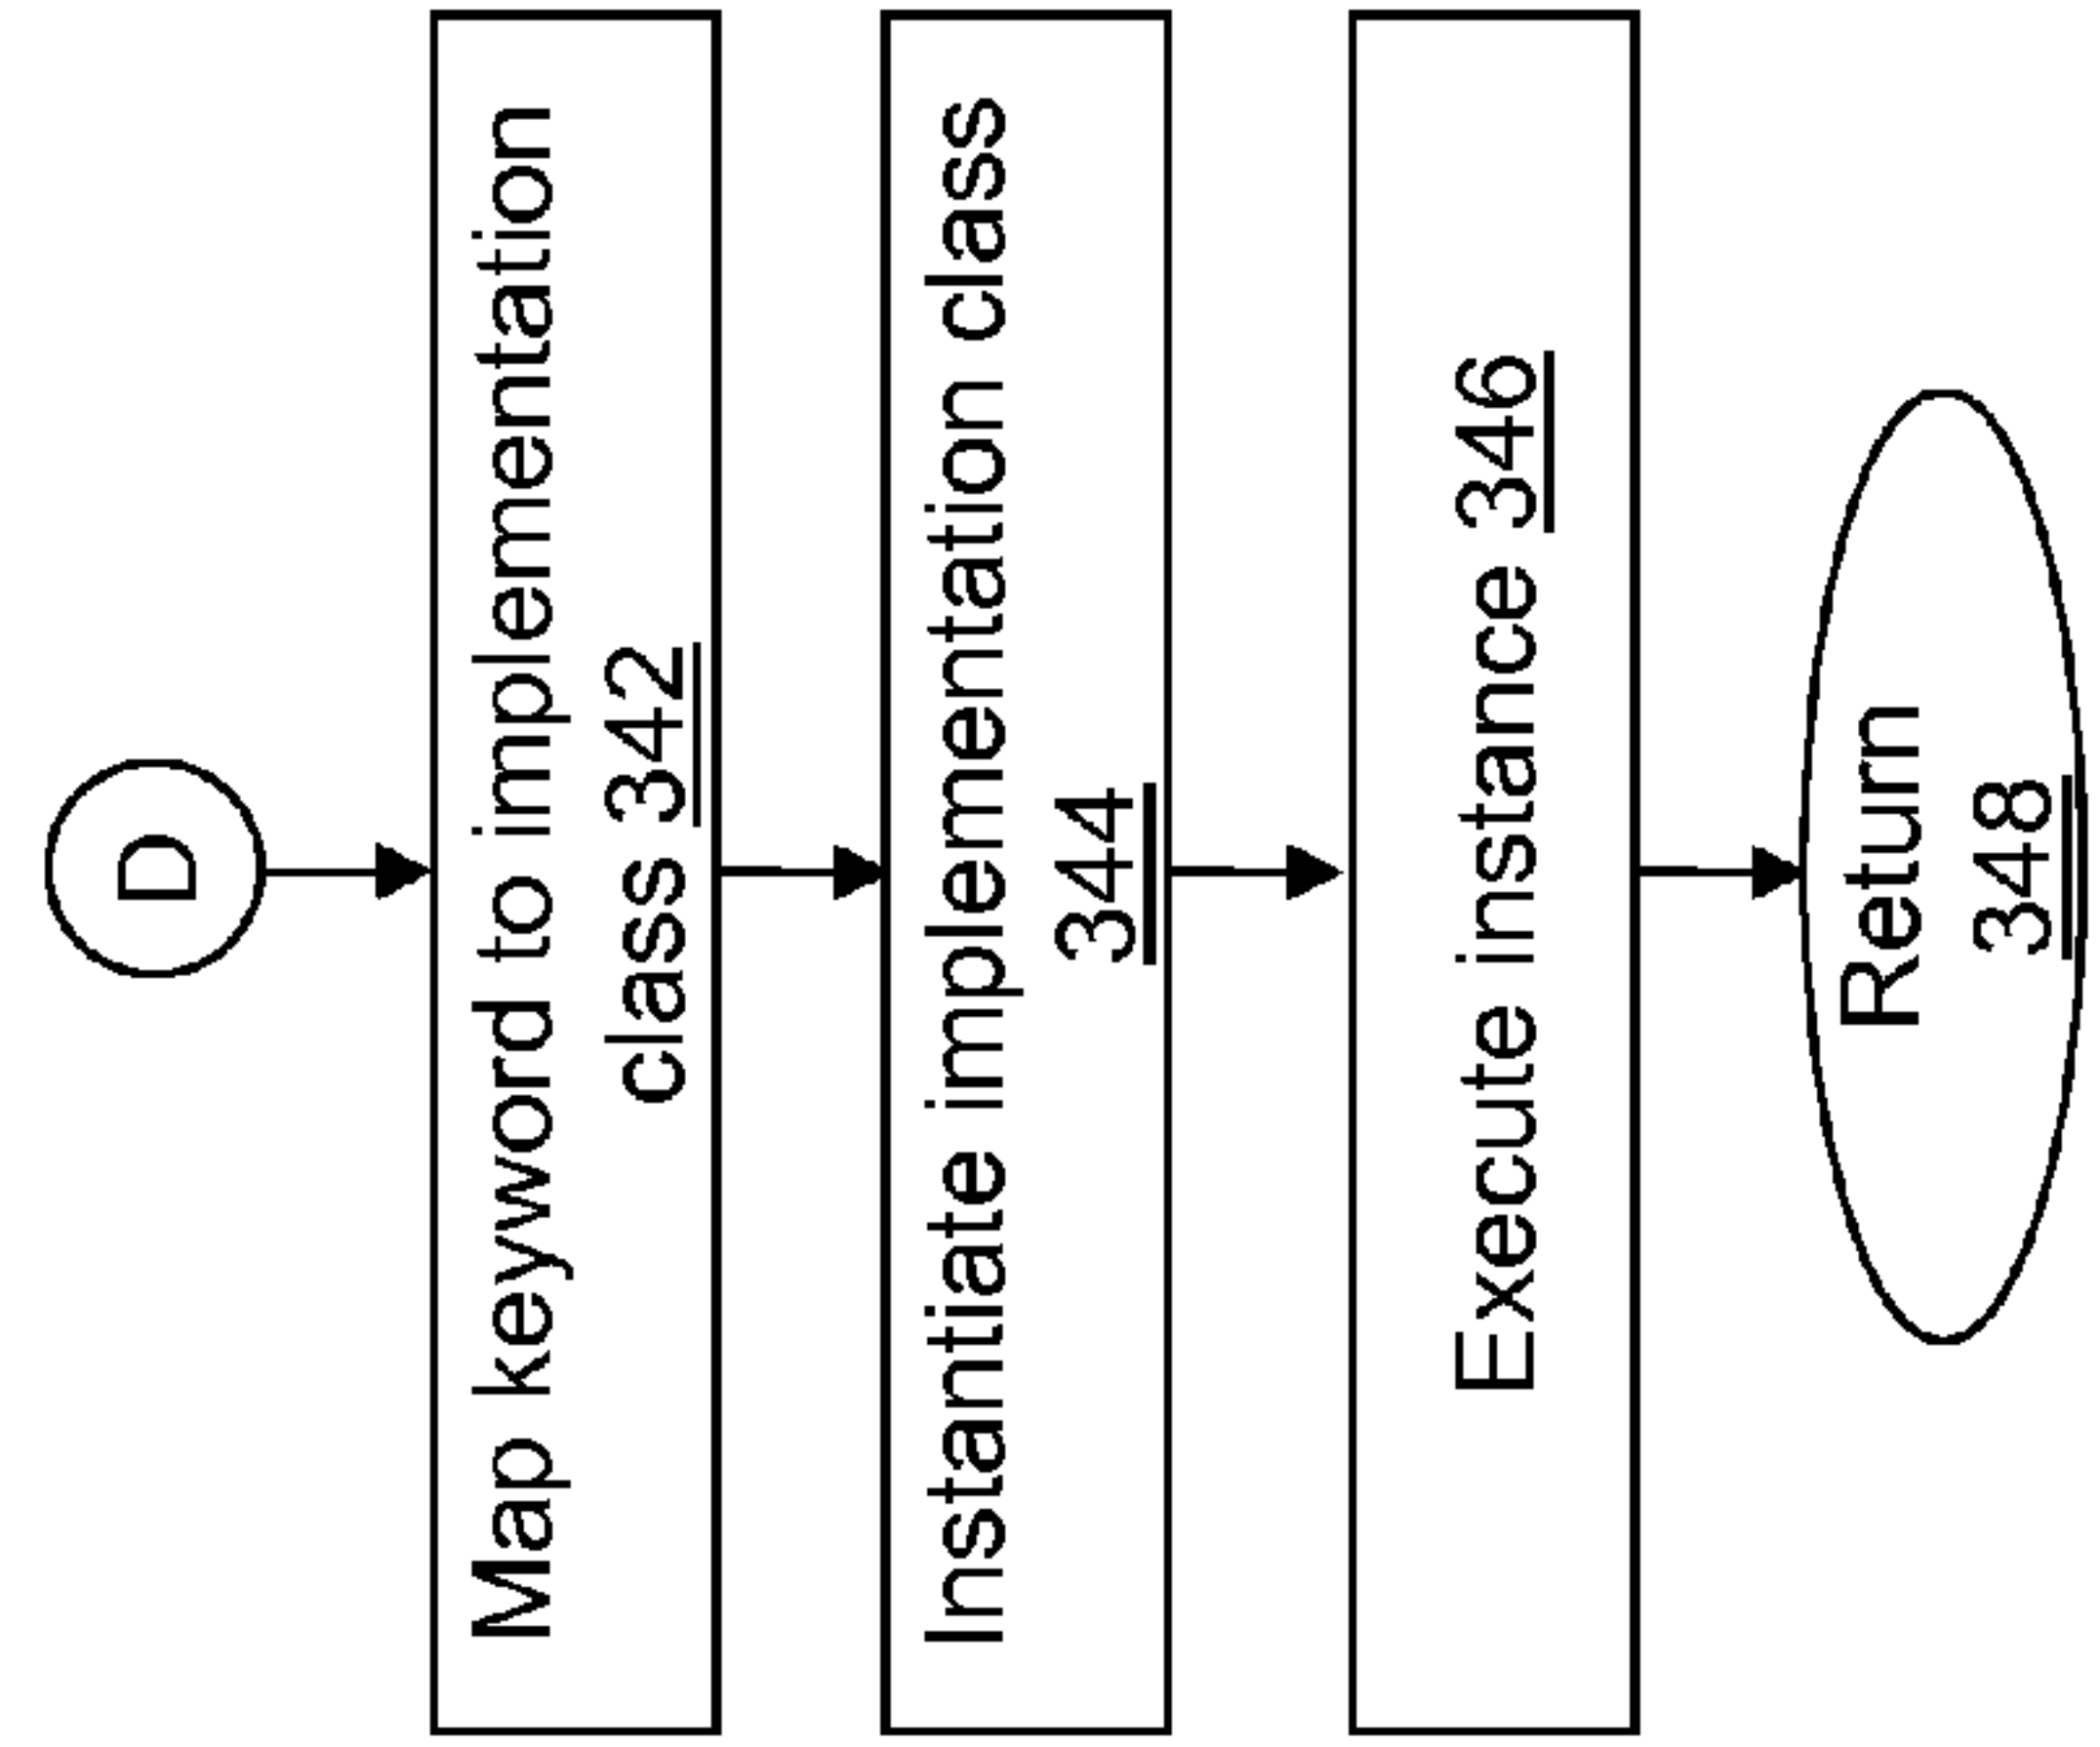 D
Map keyword to implementation
class 342
Instantiate implementation class
344
Execute instance 346
Return
348